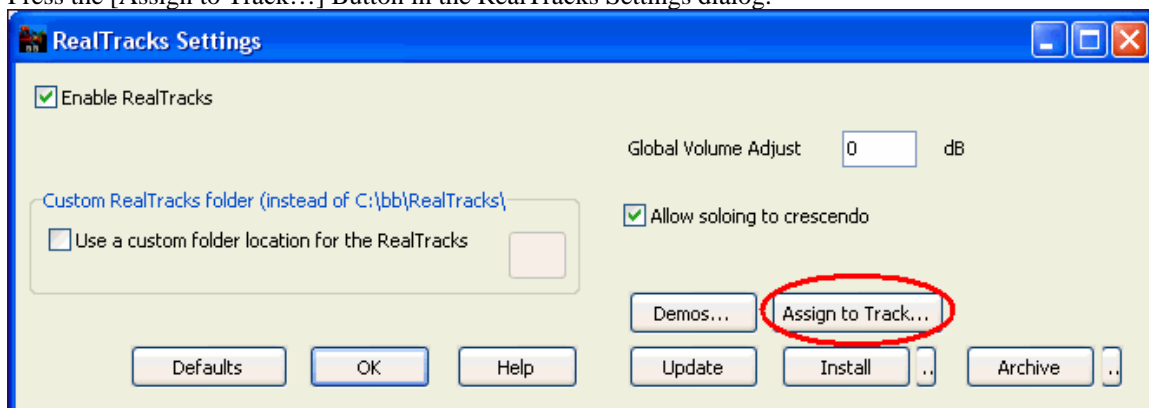 Press the [Assign to Track…] Button in the RealTracks Settings dialog.
RealTracks Settings
Enable RealTracks
Global Volume Adjust 0 dB
Custom RealTracks folder (instead of C:\bb\RealTracks\
Allow soloing to crescendo
Use a custom folder location for the RealTracks
Demos... Assign to Track...
Defaults OK Help Update Install .. Archive ..